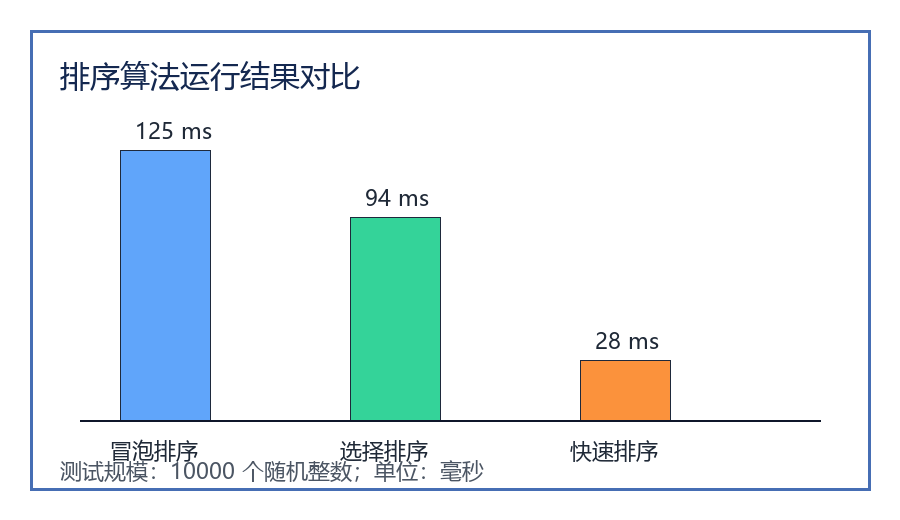 排序算法运行结果对比
125 ms
94 ms
28 ms
冒泡排序 选择排序 快速排序
测试规模：10000 个随机整数；单位：毫秒